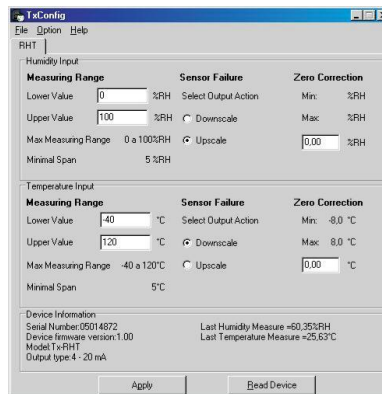 TxConfig
File Option Help
RHT
Humidity Input
Measuring Range Sensor Failure Zero Correction
Lower Value 0 %RH Select Output Action Min: %RH
Upper Value 100 %RH Downscale Max: %RH
Max Measuring Range 0 a 100%RH Upscale 0,00 %RH
Minimal Span 5 %RH
Temperature Input
Measuring Range Sensor Failure Zero Correction
Lower Value -40 °C Select Output Action Min: -8,0 °C
Upper Value 120 °C Downscale Max: 8,0 °C
Max Measuring Range -40 a 120°C Upscale 0,00 °C
Minimal Span 5°C
Device Information
Serial Number:05014872 Last Humidity Measure =60,35%RH
Device firmware version:1.00 Last Temperature Measure =25,63°C
Model:Tx-RHT
Output type:4 - 20 mA
Apply Read Device